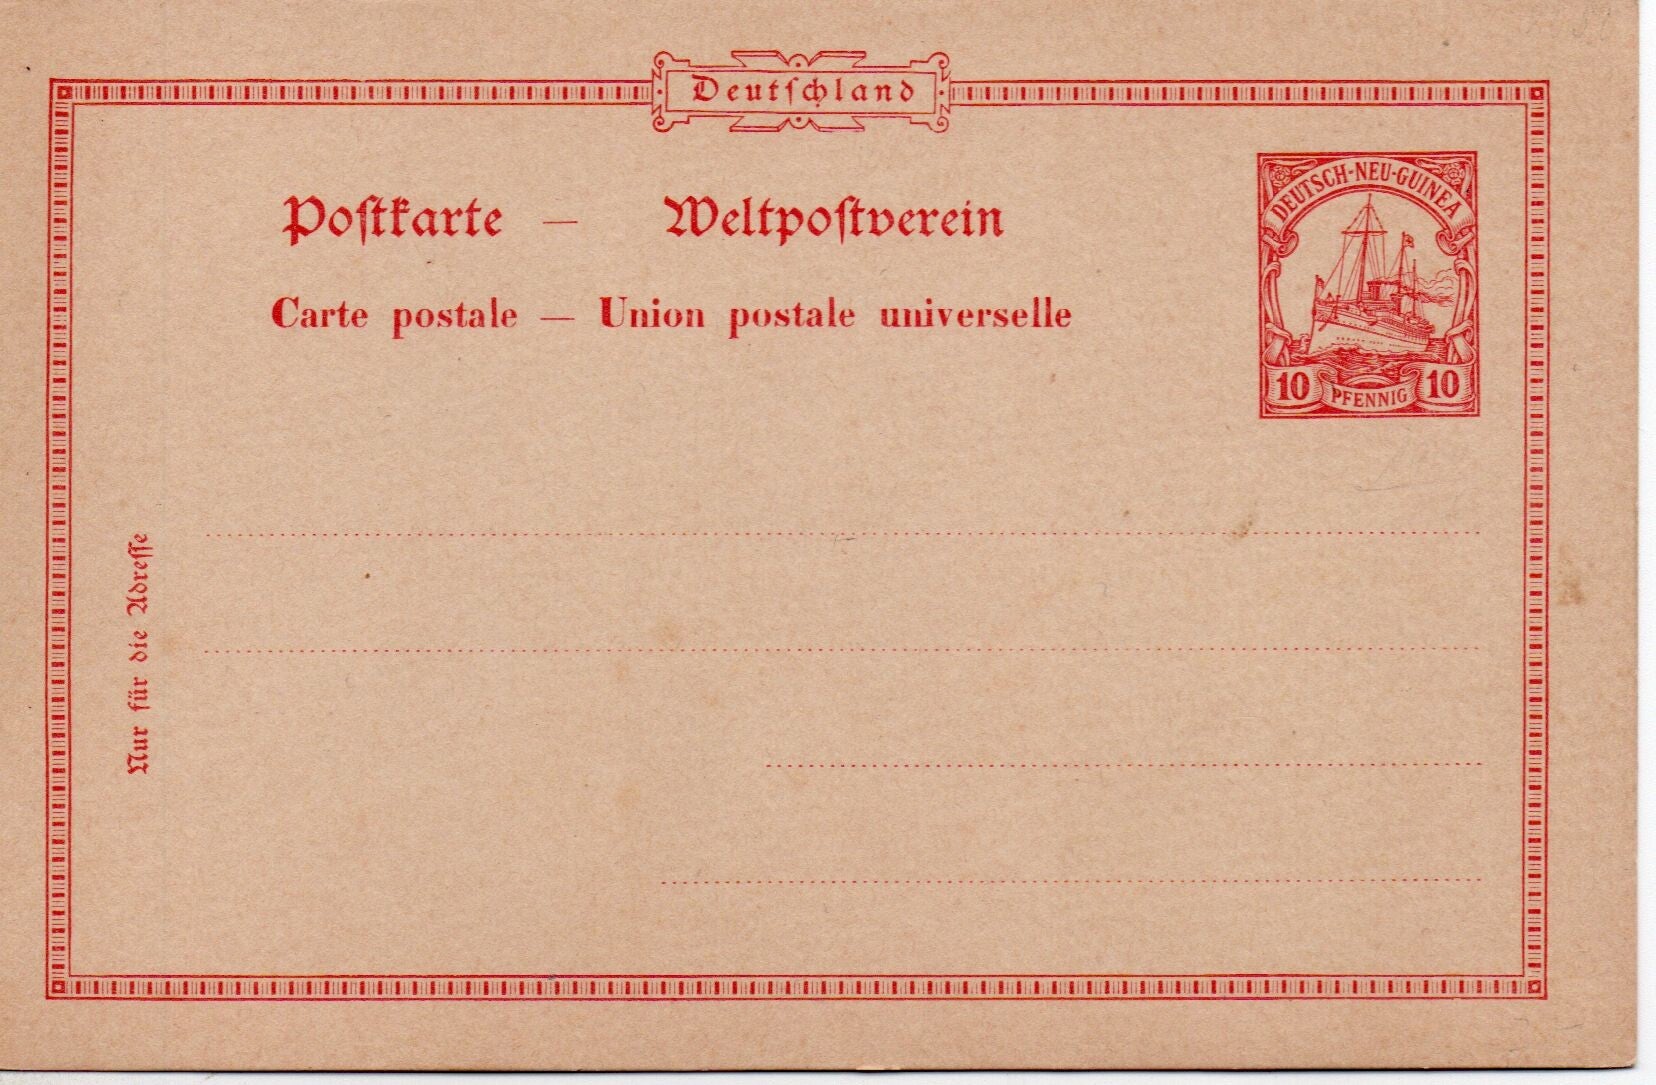 Deutſchland
Poſtkarte — Weltpoſtverein
Carte postale — Union postale universelle
DEUTSCH-NEU-GUINEA
10 PFENNIG 10
Nur für die Adreſſe